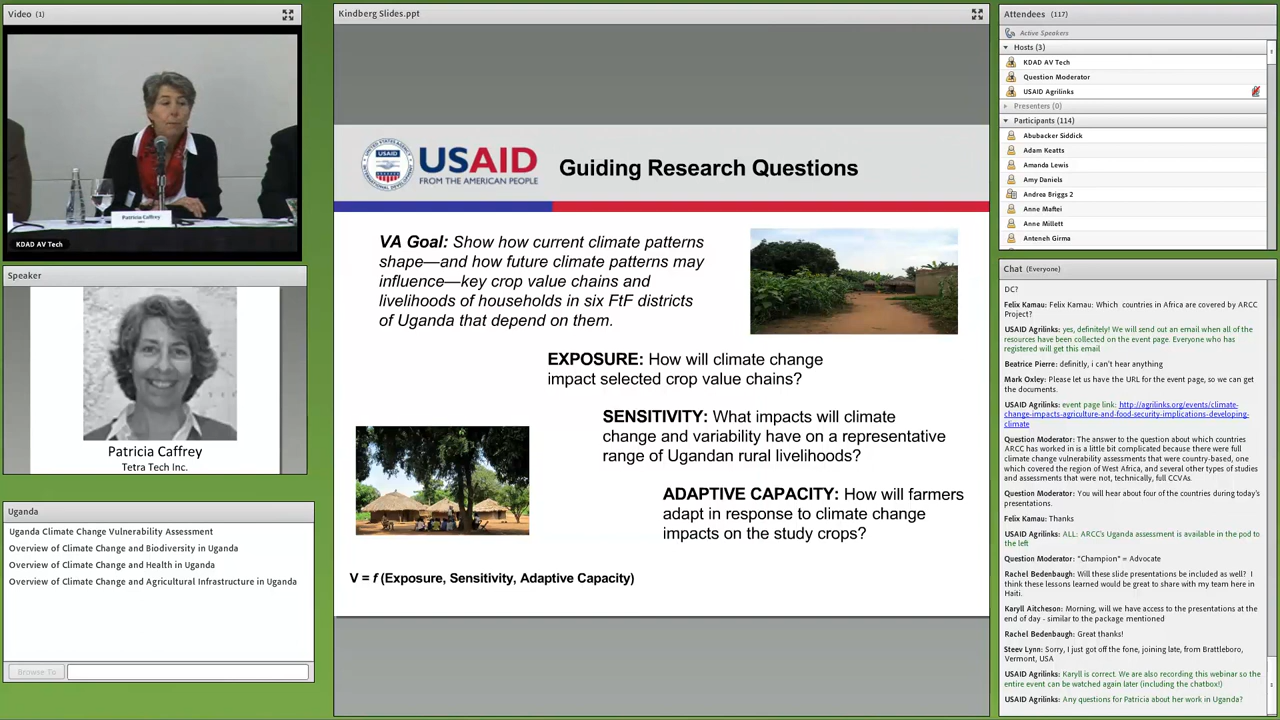 Video (1)
Patricia Caffrey
KDAD AV Tech
Speaker
Patricia Caffrey
Tetra Tech Inc.
Uganda
Uganda Climate Change Vulnerability Assessment
Overview of Climate Change and Biodiversity in Uganda
Overview of Climate Change and Health in Uganda
Overview of Climate Change and Agricultural Infrastructure in Uganda
Browse To
Kindberg Slides.ppt
USAID
FROM THE AMERICAN PEOPLE
Guiding Research Questions
VA Goal: Show how current climate patterns
shape—and how future climate patterns may
influence—key crop value chains and
livelihoods of households in six FtF districts
of Uganda that depend on them.
EXPOSURE: How will climate change
impact selected crop value chains?
SENSITIVITY: What impacts will climate
change and variability have on a representative
range of Ugandan rural livelihoods?
ADAPTIVE CAPACITY: How will farmers
adapt in response to climate change
impacts on the study crops?
V = f (Exposure, Sensitivity, Adaptive Capacity)
Attendees (117)
Active Speakers
Hosts (3)
KDAD AV Tech
Question Moderator
USAID Agrilinks
Presenters (0)
Participants (114)
Abubacker Siddick
Adam Keatts
Amanda Lewis
Amy Daniels
Andrea Briggs 2
Anne Maftei
Anne Millett
Anteneh Girma
Chat (Everyone)
DC?
Felix Kamau: Felix Kamau: Which countries in Africa are covered by ARCC
Project?
USAID Agrilinks: yes, definitely! We will send out an email when all of the
resources have been collected on the event page. Everyone who has
registered will get this email
Beatrice Pierre: definitly, i can't hear anything
Mark Oxley: Please let us have the URL for the event page, so we can get
the documents.
USAID Agrilinks: event page link: http://agrilinks.org/events/climate-
change-impacts-agriculture-and-food-security-implications-developing-
climate
Question Moderator: The answer to the question about which countries
ARCC has worked in is a little bit complicated because there were full
climate change vulnerability assessments that were country-based, one
which covered the region of West Africa, and several other types of studies
and assessments that were not, technically, full CCVAs.
Question Moderator: You will hear about four of the countries during today's
presentations.
Felix Kamau: Thanks
USAID Agrilinks: ALL: ARCC's Uganda assessment is available in the pod to
the left
Question Moderator: "Champion" = Advocate
Rachel Bedenbaugh: Will these slide presentations be included as well? I
think these lessons learned would be great to share with my team here in
Haiti.
Karyll Aitcheson: Morning, will we have access to the presentations at the
end of day - similar to the package mentioned
Rachel Bedenbaugh: Great thanks!
Steev Lynn: Sorry, I just got off the fone, joining late, from Brattleboro,
Vermont, USA
USAID Agrilinks: Karyll is correct. We are also recording this webinar so the
entire event can be watched again later (including the chatbox!)
USAID Agrilinks: Any questions for Patricia about her work in Uganda?